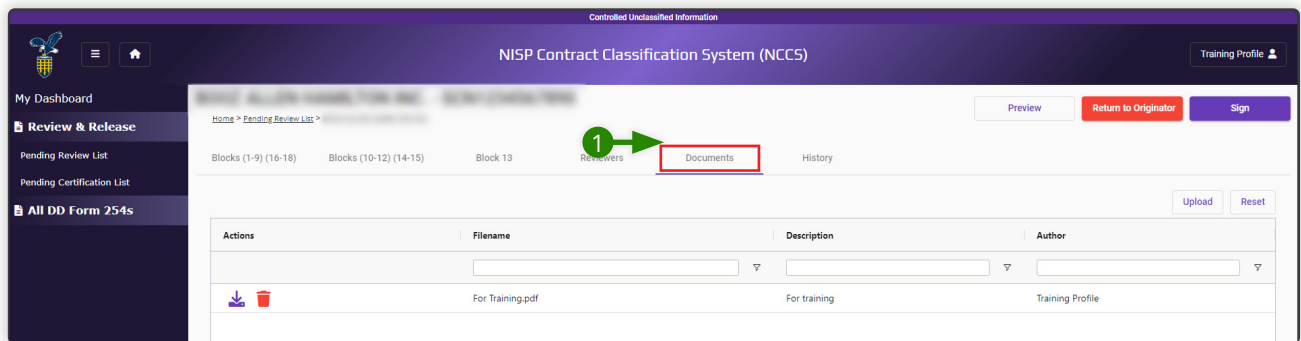 Controlled Unclassified Information
NISP Contract Classification System (NCCS)
Training Profile
My Dashboard
Review & Release
Pending Review List
Pending Certification List
All DD Form 254s
Home > Pending Review List >
Preview
Return to Originator
Sign
1
Blocks (1-9) (16-18)
Blocks (10-12) (14-15)
Block 13
Reviewers
Documents
History
Upload
Reset
Actions
Filename
Description
Author
For Training.pdf
For training
Training Profile